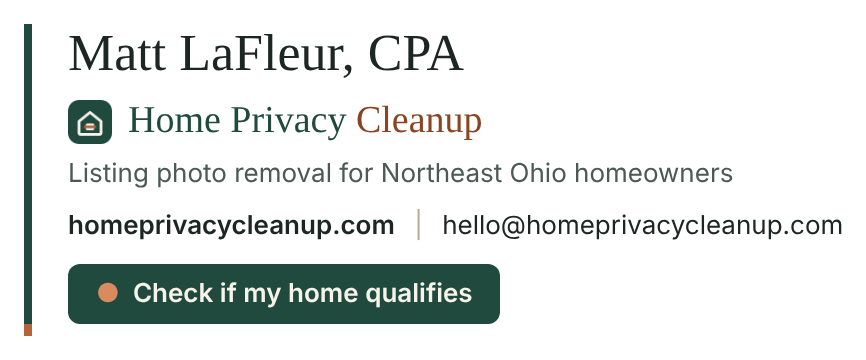 Matt LaFleur, CPA
Home Privacy Cleanup
Listing photo removal for Northeast Ohio homeowners
homeprivacycleanup.com | hello@homeprivacycleanup.com
Check if my home qualifies